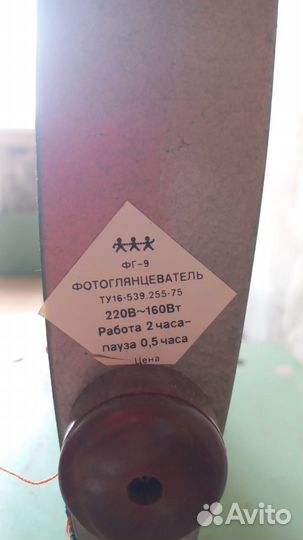 ФГ-9
ФОТОГЛЯНЦЕВАТЕЛЬ
ТУ16-539.255-75
220В~160Вт
Работа 2 часа-
пауза 0,5 часа
Цена
Avito